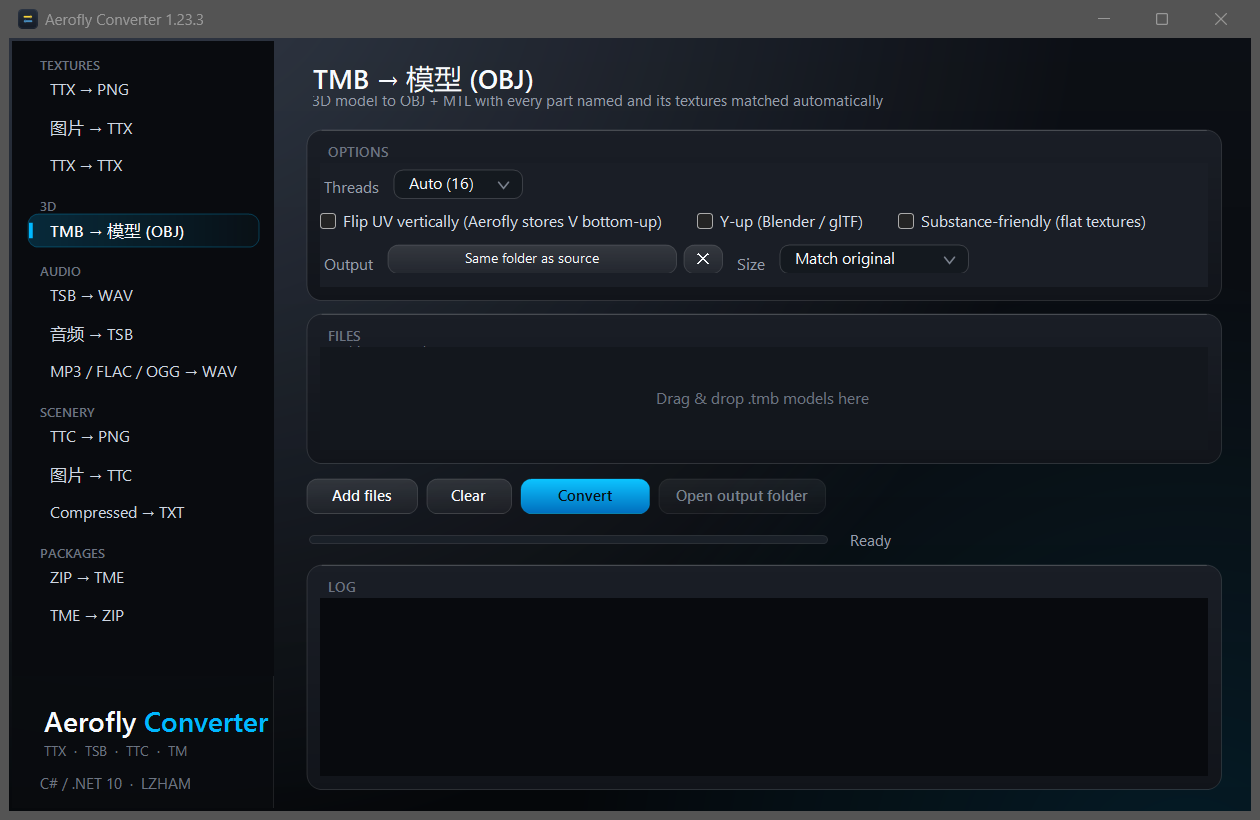 Aerofly Converter 1.23.3
TEXTURES
TTX → PNG
图片 → TTX
TTX → TTX
3D
TMB → 模型 (OBJ)
AUDIO
TSB → WAV
音频 → TSB
MP3 / FLAC / OGG → WAV
SCENERY
TTC → PNG
图片 → TTC
Compressed → TXT
PACKAGES
ZIP → TME
TME → ZIP
Aerofly Converter
TTX · TSB · TTC · TM
C# / .NET 10 · LZHAM
TMB → 模型 (OBJ)
3D model to OBJ + MTL with every part named and its textures matched automatically
OPTIONS
Threads Auto (16)
Flip UV vertically (Aerofly stores V bottom-up) Y-up (Blender / glTF) Substance-friendly (flat textures)
Output Same folder as source Size Match original
FILES
Drag & drop .tmb models here
Add files Clear Convert Open output folder
Ready
LOG